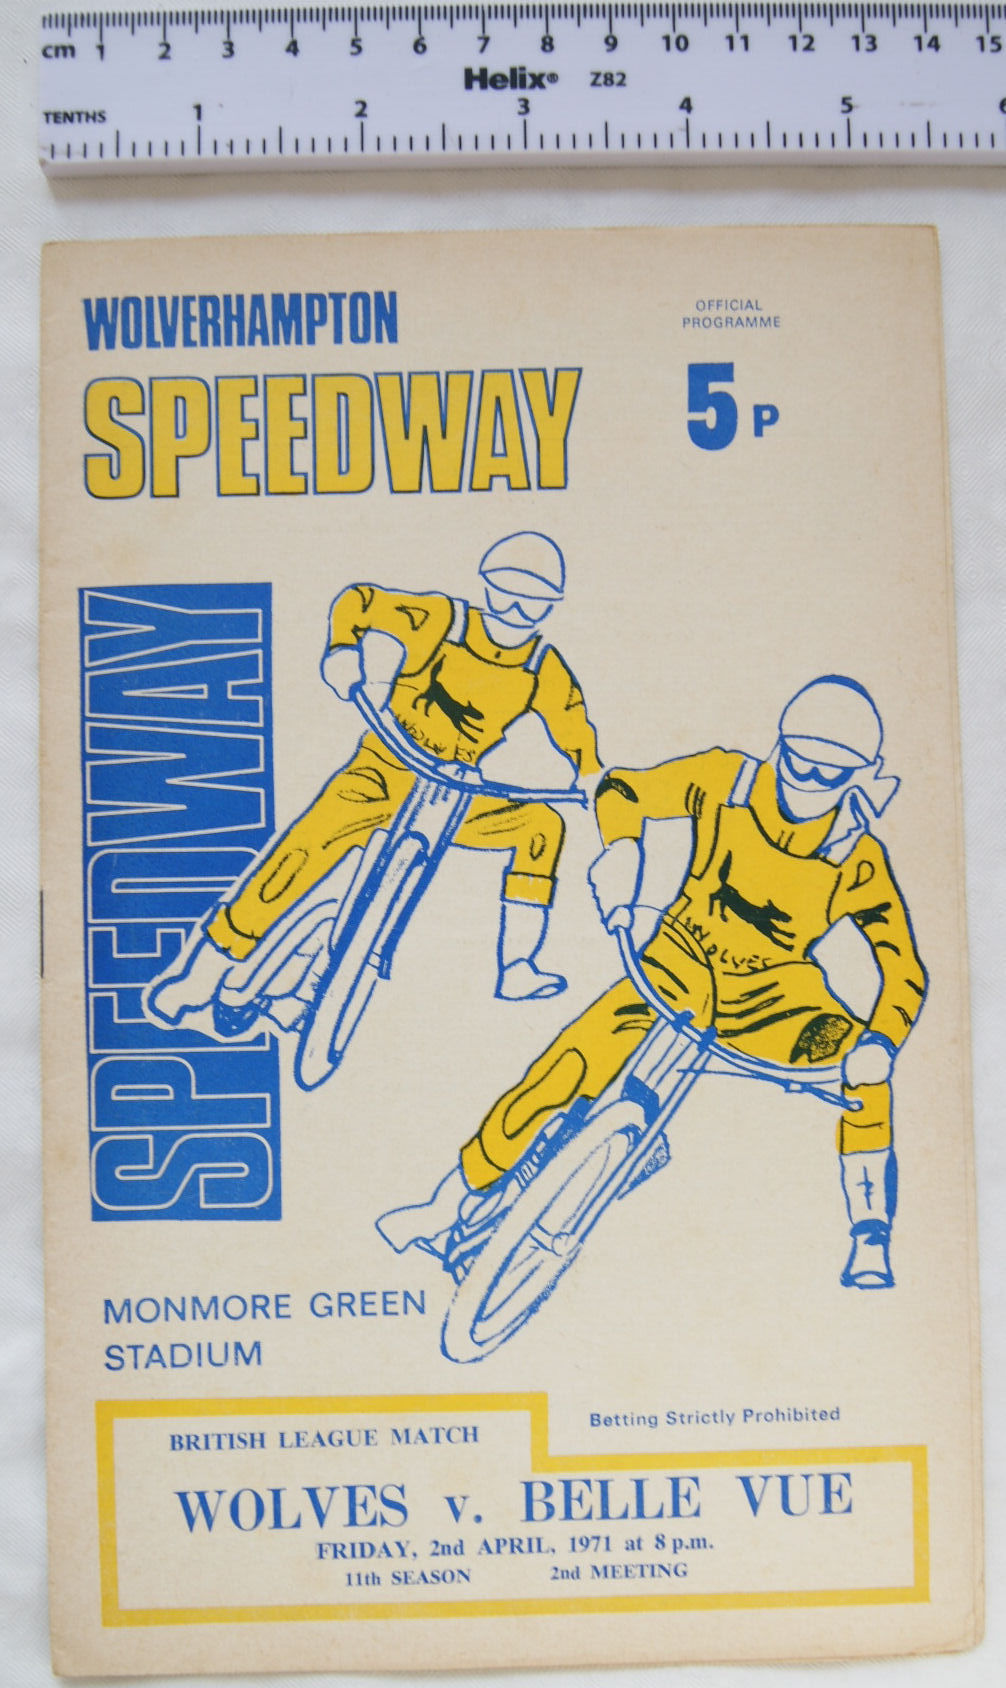 cm 1 2 3 4 5 6 7 8 9 10 11 12 13 14 15
Helix® Z82
TENTHS 1 2 3 4 5 6
WOLVERHAMPTON
SPEEDWAY
OFFICIAL
PROGRAMME
5P
SPEEDWAY
WOLVES
WOLVES
MONMORE GREEN
STADIUM
Betting Strictly Prohibited
BRITISH LEAGUE MATCH
WOLVES v. BELLE VUE
FRIDAY, 2nd APRIL, 1971 at 8 p.m.
11th SEASON 2nd MEETING